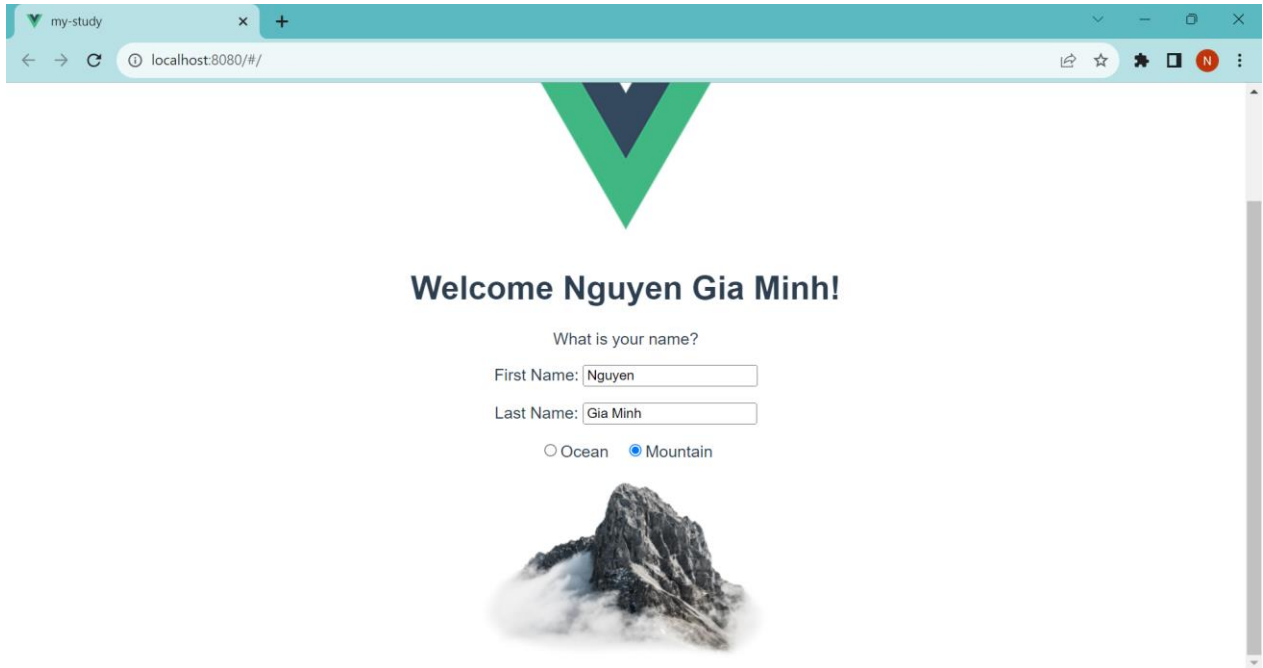 my-study
localhost:8080/#/
N
Welcome Nguyen Gia Minh!
What is your name?
First Name: Nguyen
Last Name: Gia Minh
Ocean Mountain